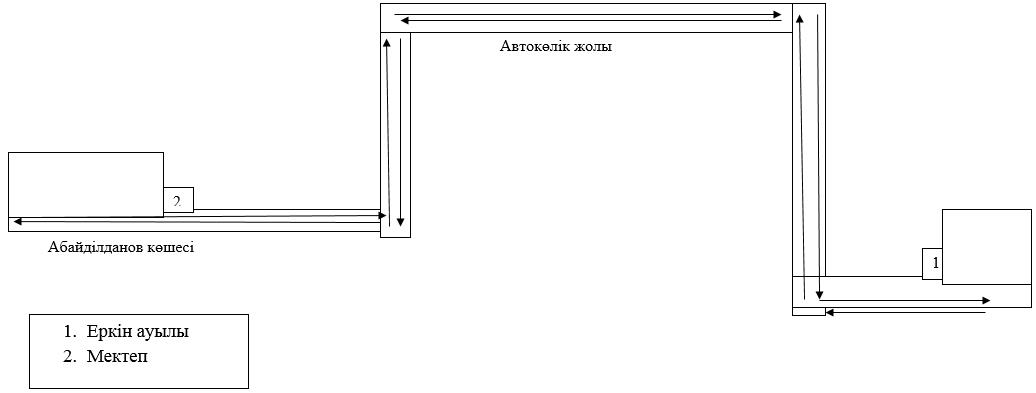 Автокөлік жолы
2
Абайділданов көшесі
1
1. Еркін ауылы
2. Мектеп